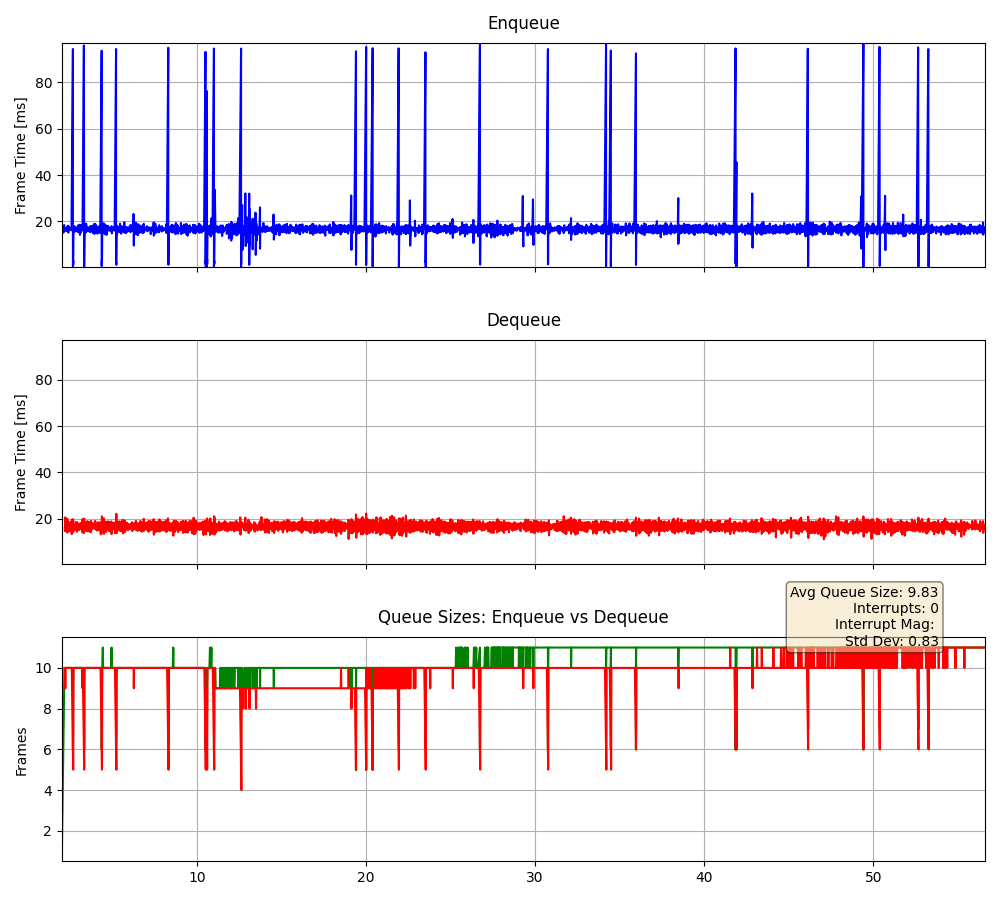 Enqueue
Frame Time [ms]
80
60
40
20
Dequeue
Frame Time [ms]
80
60
40
20
Avg Queue Size: 9.83
Interrupts: 0
Interrupt Mag:
Std Dev: 0.83
Queue Sizes: Enqueue vs Dequeue
Frames
10
8
6
4
2
10 20 30 40 50